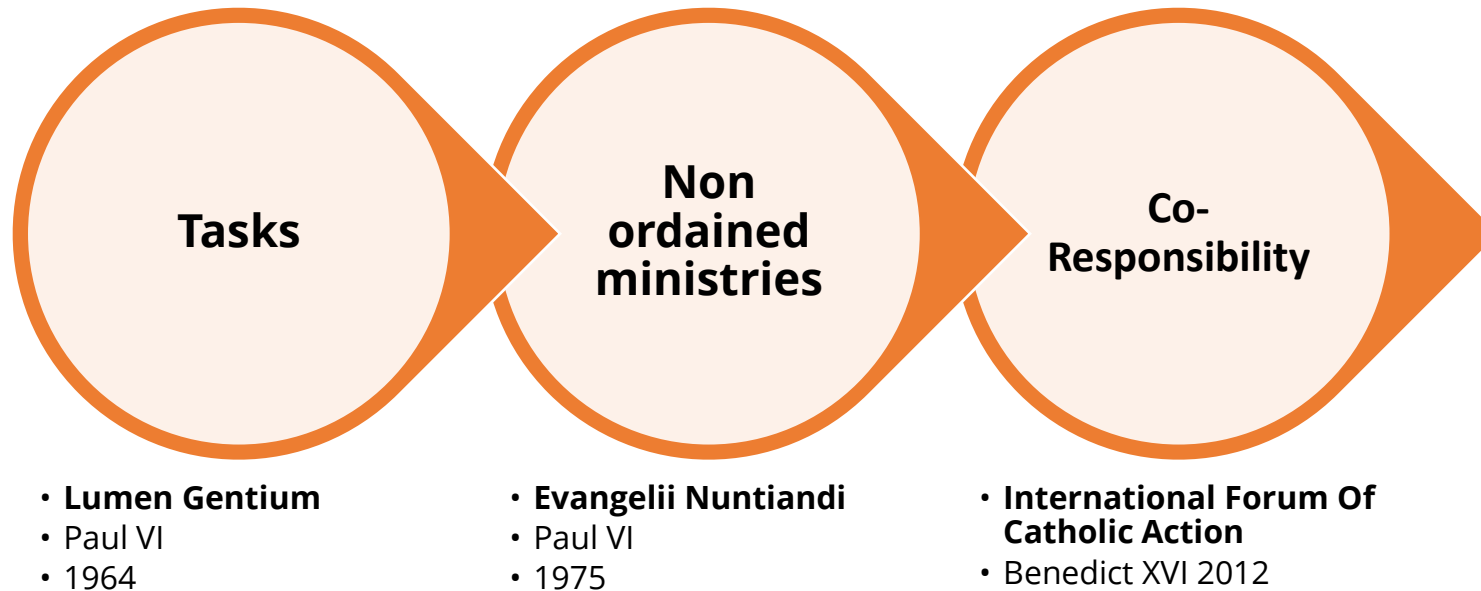 Tasks
Non
ordained
ministries
Co-
Responsibility
• Lumen Gentium
• Paul VI
• 1964
• Evangelii Nuntiandi
• Paul VI
• 1975
• International Forum Of
Catholic Action
• Benedict XVI 2012